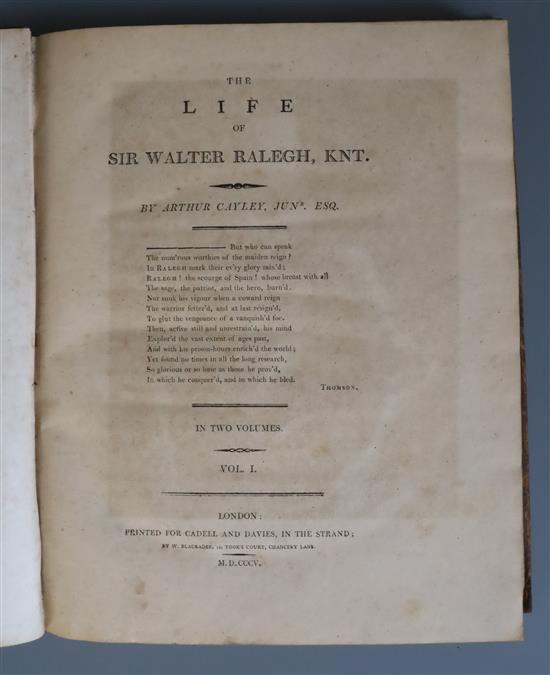 THE
LIFE
OF
SIR WALTER RALEGH, KNT.
BY ARTHUR CAYLEY, JUNR. ESQ.
But who can speak
The num'rous worthies of the maiden reign?
In RALEGH mark their ev'ry glory mix'd;
RALEGH! the scourge of Spain! whose breast with all
The sage, the patriot, and the hero, burn'd.
Nor sunk his vigour when a coward reign
The warrior fetter'd, and at last resign'd,
To glut the vengeance of a vanquish'd foe.
Then, active still and unrestrain'd, his mind
Explor'd the vast extent of ages past,
And with his prison-hours enrich'd the world;
Yet found no times in all the long research,
So glorious or so base as those he prov'd,
In which he conquer'd, and in which he bled.
THOMSON.
IN TWO VOLUMES.
VOL. I.
LONDON:
PRINTED FOR CADELL AND DAVIES, IN THE STRAND;
BY W. BLACKADER, 10, TOOK'S COURT, CHANCERY LANE.
M.D.CCCV.